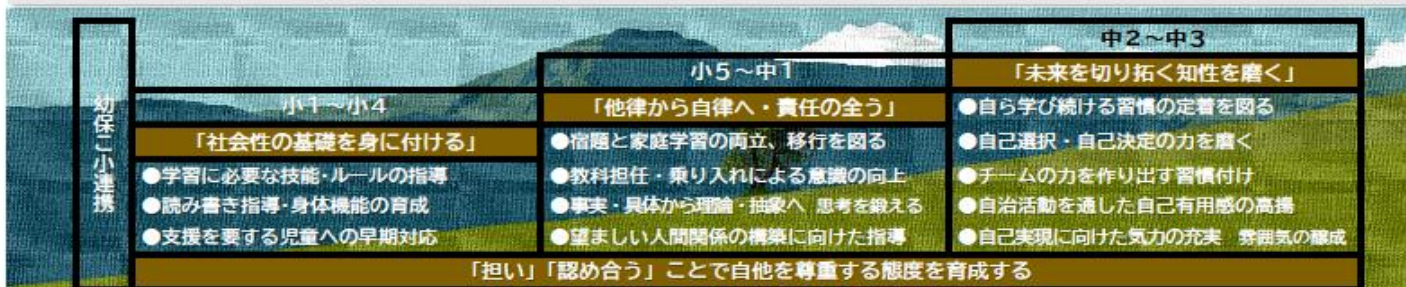 幼保こ小連携
小1～小4
「社会性の基礎を身に付ける」
●学習に必要な技能・ルールの指導
●読み書き指導・身体機能の育成
●支援を要する児童への早期対応
小5～中1
「他律から自律へ・責任の全う」
●宿題と家庭学習の両立、移行を図る
●教科担任・乗り入れによる意識の向上
●事実・具体から理論・抽象へ 思考を鍛える
●望ましい人間関係の構築に向けた指導
中2～中3
「未来を切り拓く知性を磨く」
●自ら学び続ける習慣の定着を図る
●自己選択・自己決定の力を磨く
●チームの力を作り出す習慣付け
●自治活動を通した自己有用感の高揚
●自己実現に向けた気力の充実 雰囲気の醸成
「担い」「認め合う」ことで自他を尊重する態度を育成する